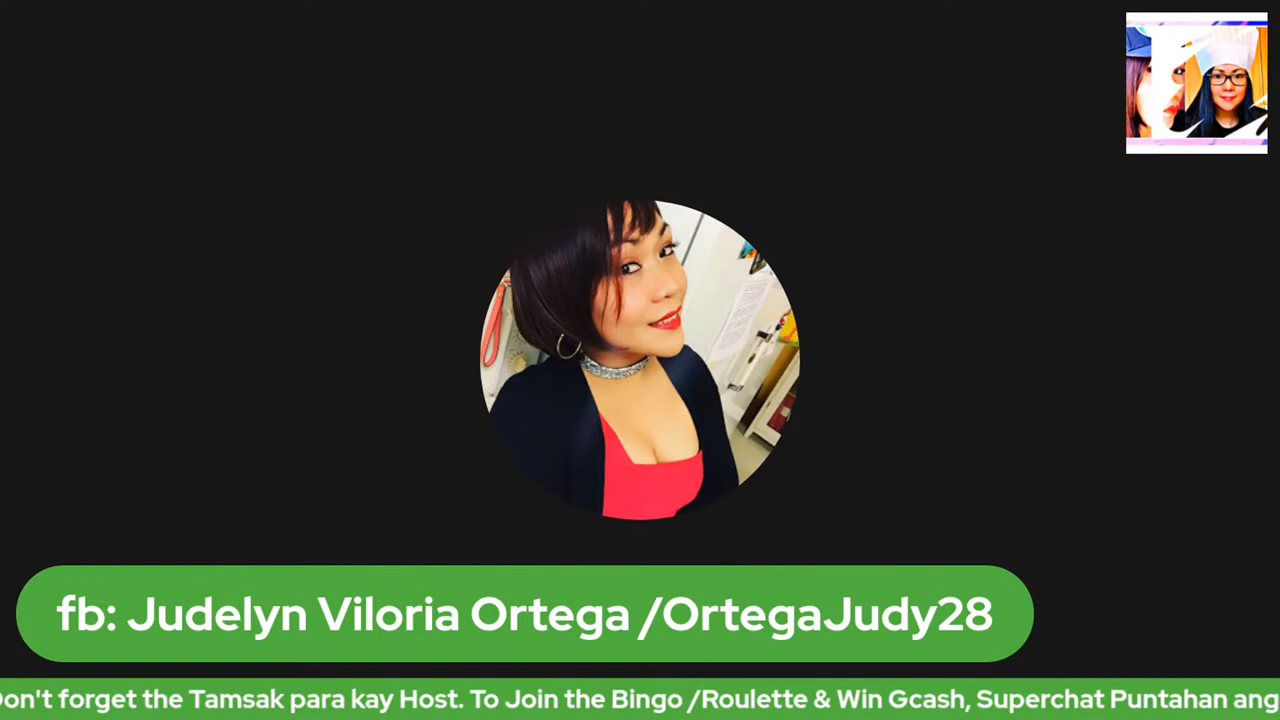 fb: Judelyn Viloria Ortega /OrtegaJudy28
Don't forget the Tamsak para kay Host. To Join the Bingo /Roulette & Win Gcash, Superchat Puntahan ang